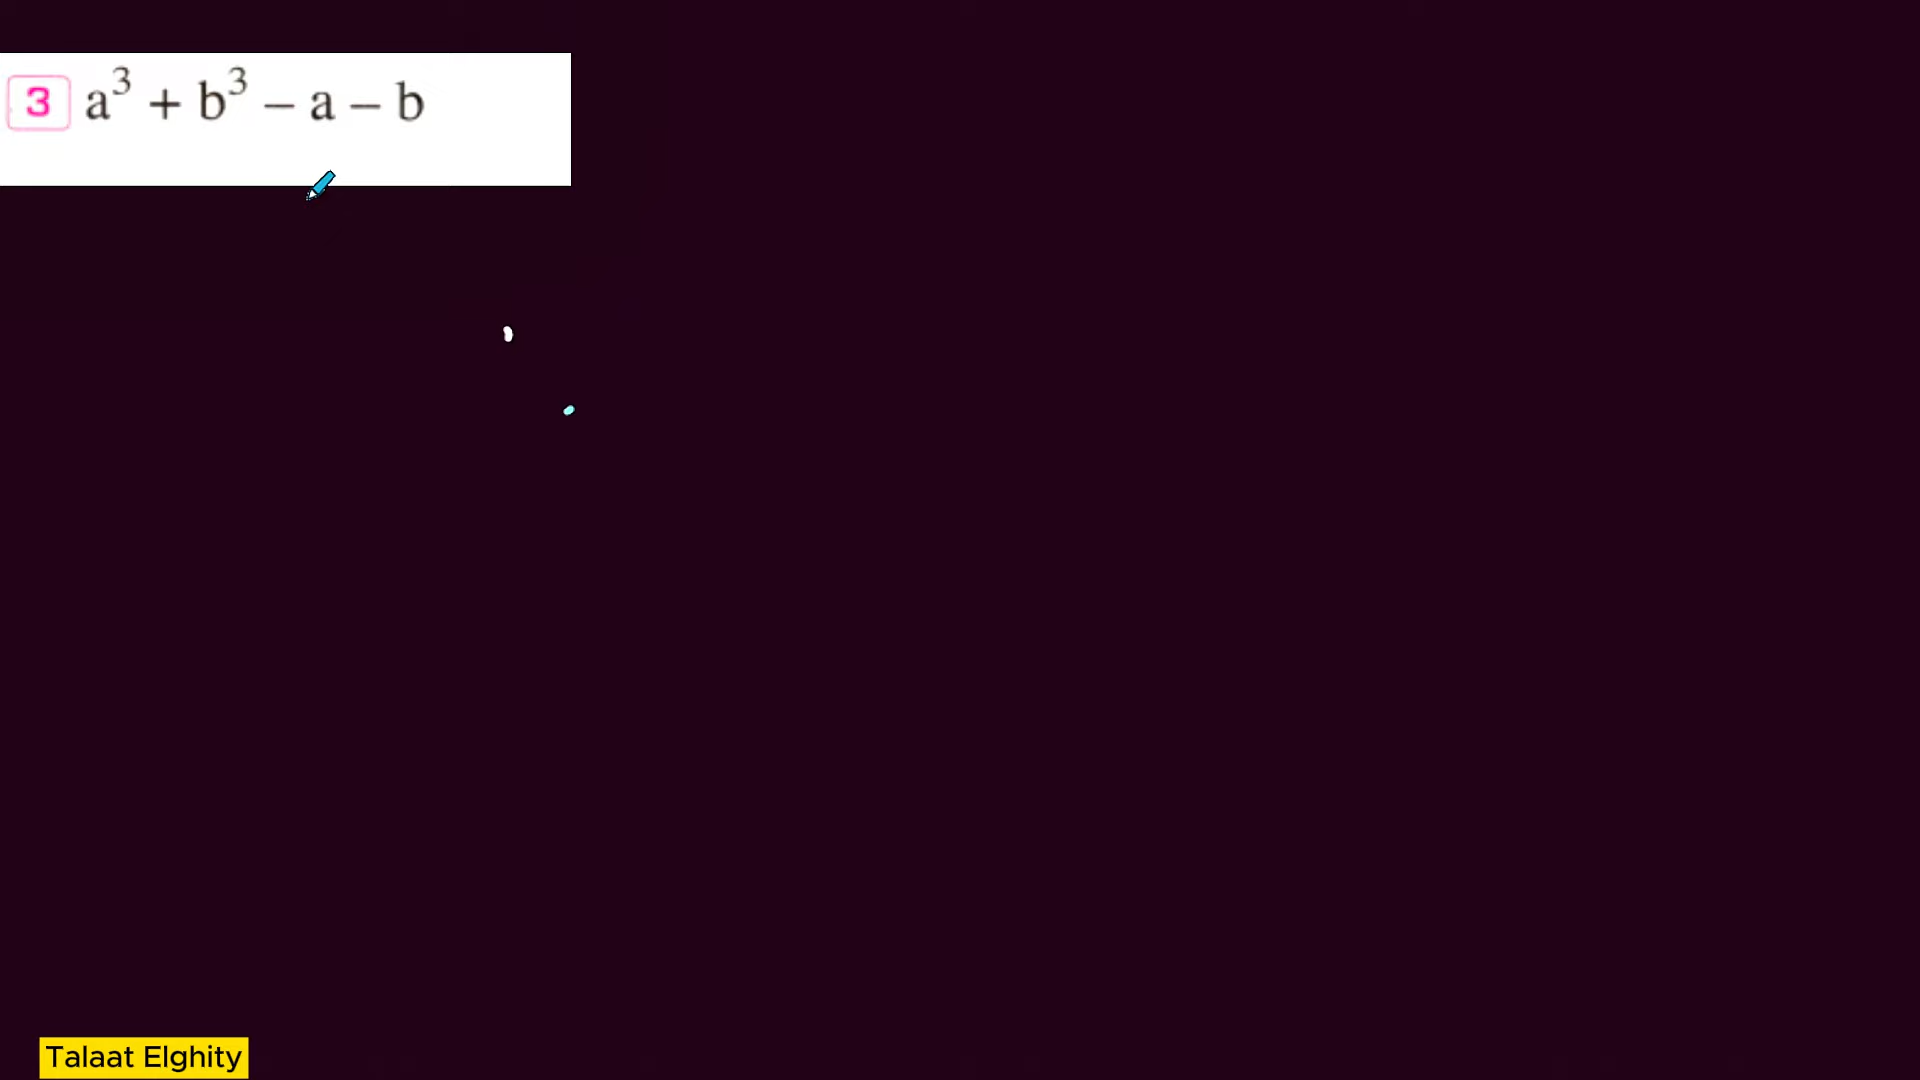 3 a³ + b³ – a – b
Talaat Elghity